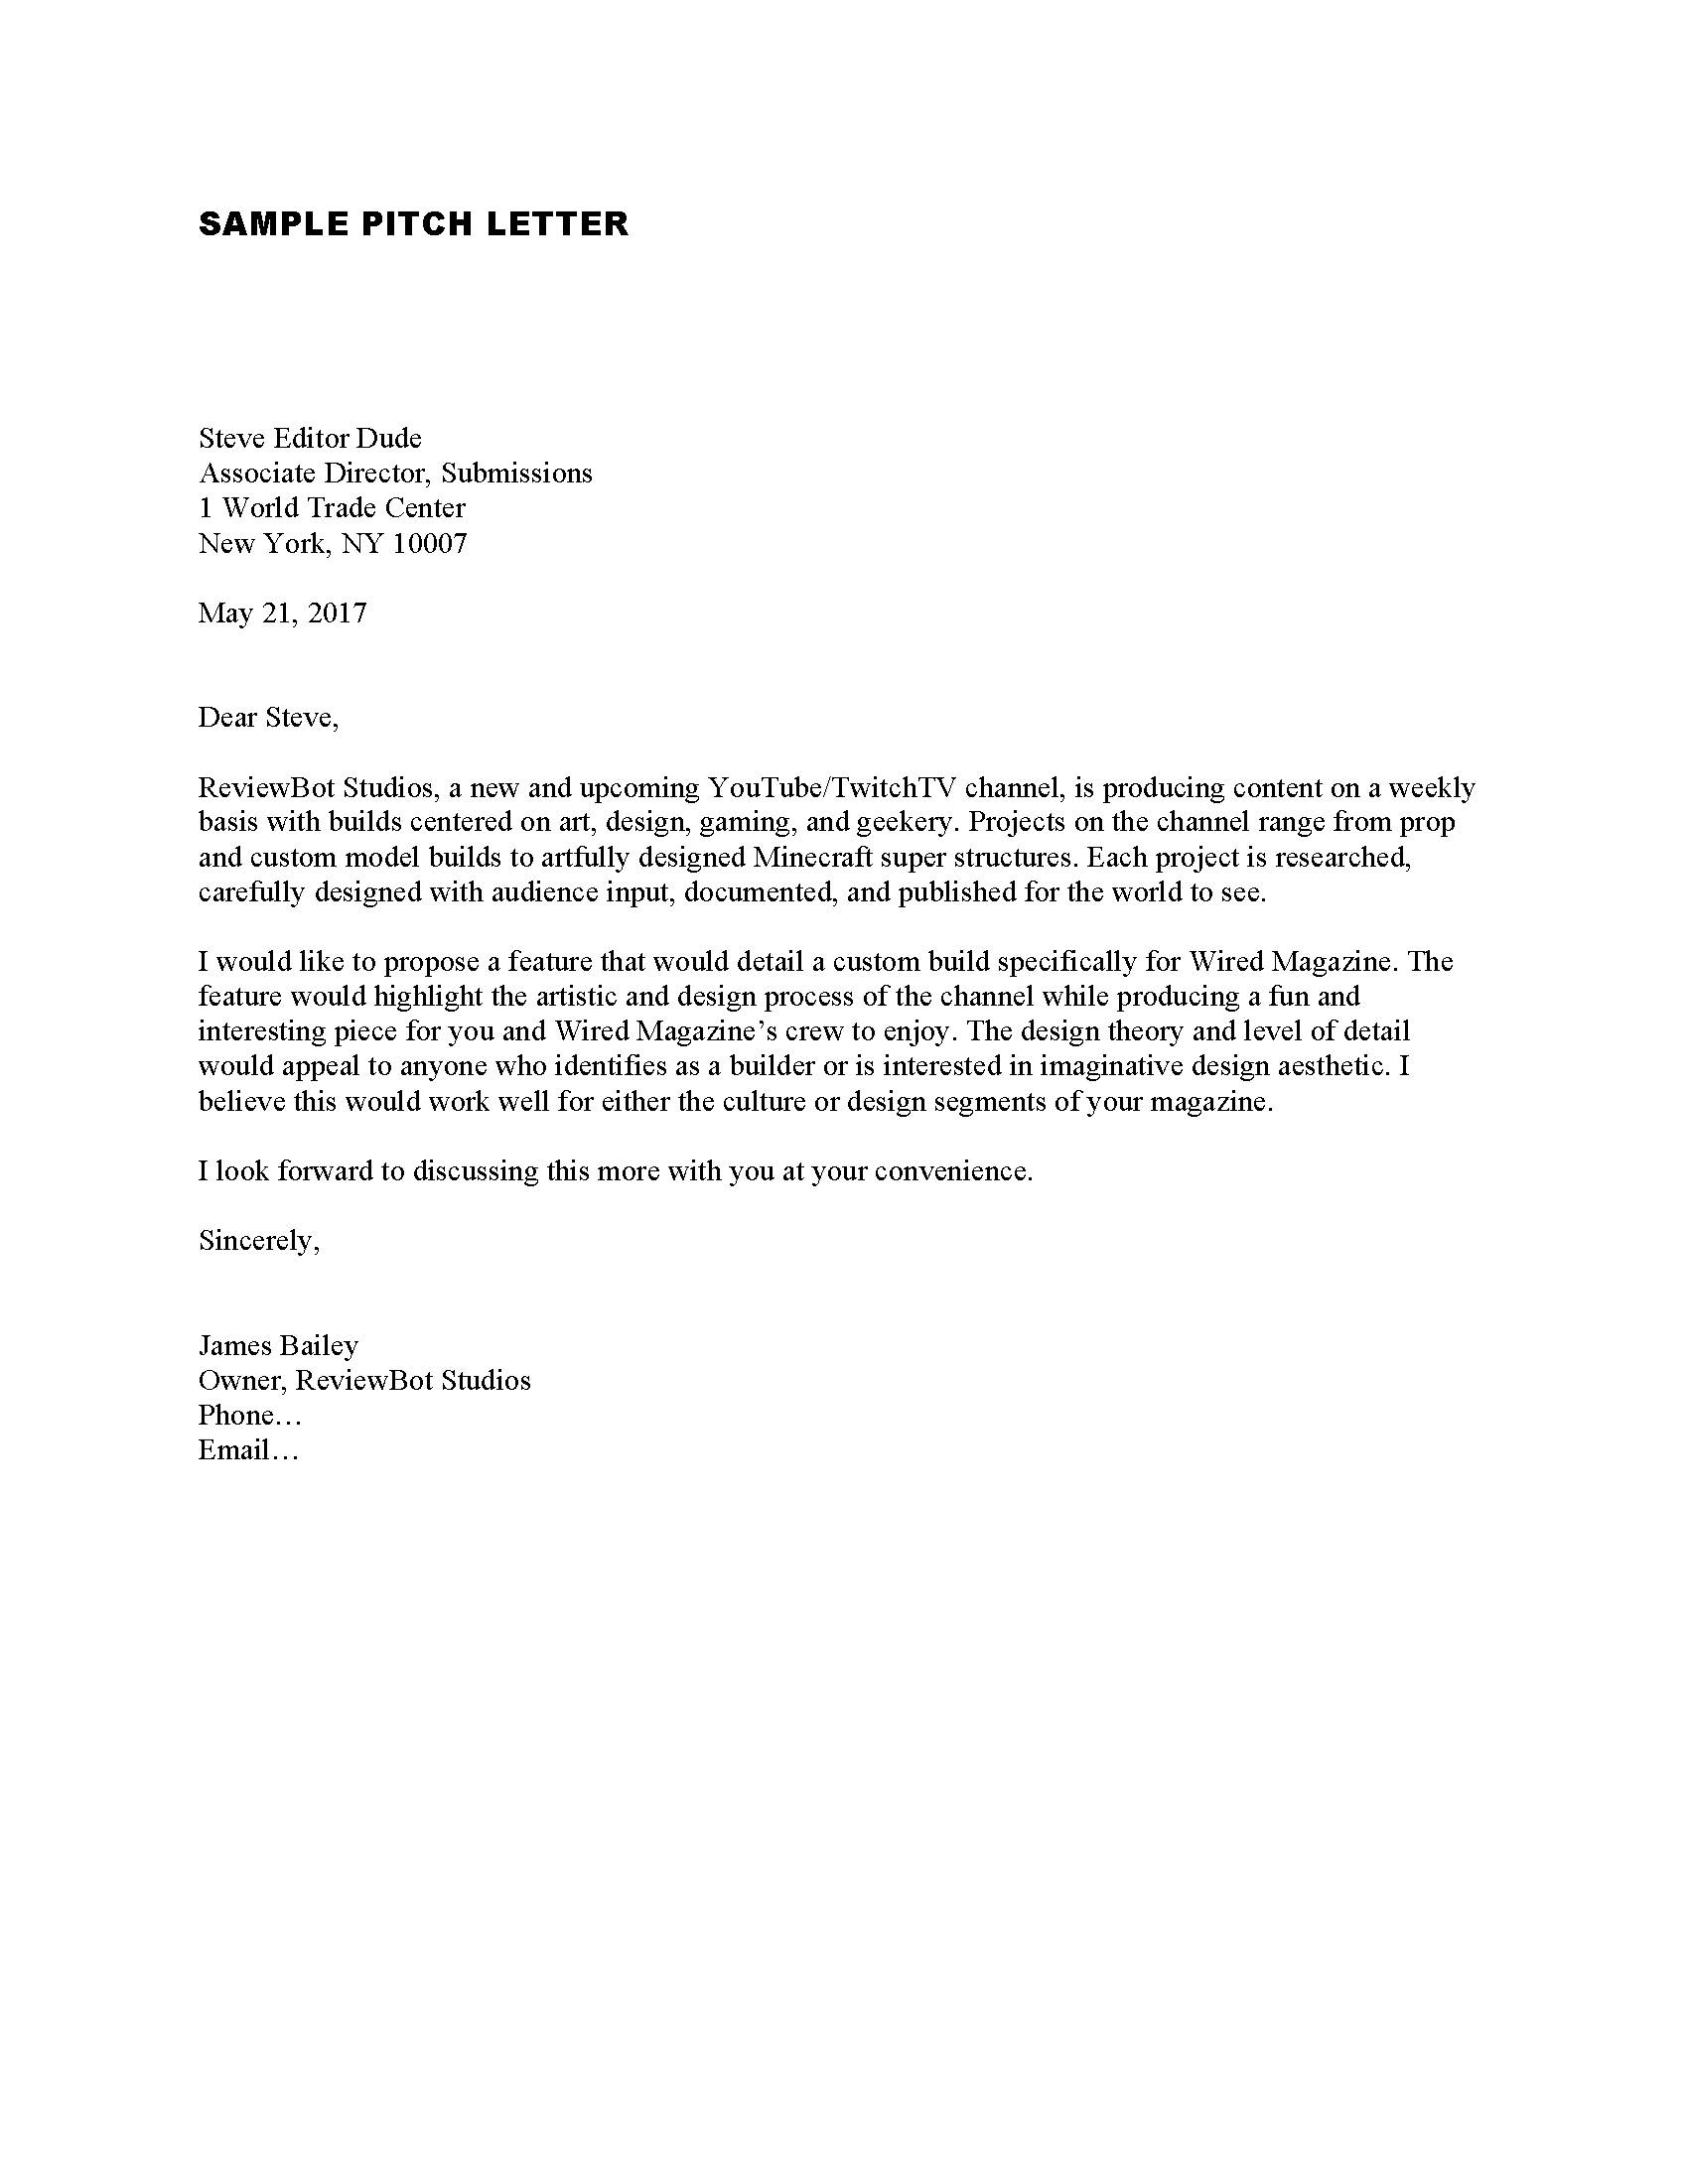 SAMPLE PITCH LETTER
Steve Editor Dude
Associate Director, Submissions
1 World Trade Center
New York, NY 10007
May 21, 2017
Dear Steve,
ReviewBot Studios, a new and upcoming YouTube/TwitchTV channel, is producing content on a weekly
basis with builds centered on art, design, gaming, and geekery. Projects on the channel range from prop
and custom model builds to artfully designed Minecraft super structures. Each project is researched,
carefully designed with audience input, documented, and published for the world to see.
I would like to propose a feature that would detail a custom build specifically for Wired Magazine. The
feature would highlight the artistic and design process of the channel while producing a fun and
interesting piece for you and Wired Magazine’s crew to enjoy. The design theory and level of detail
would appeal to anyone who identifies as a builder or is interested in imaginative design aesthetic. I
believe this would work well for either the culture or design segments of your magazine.
I look forward to discussing this more with you at your convenience.
Sincerely,
James Bailey
Owner, ReviewBot Studios
Phone…
Email…